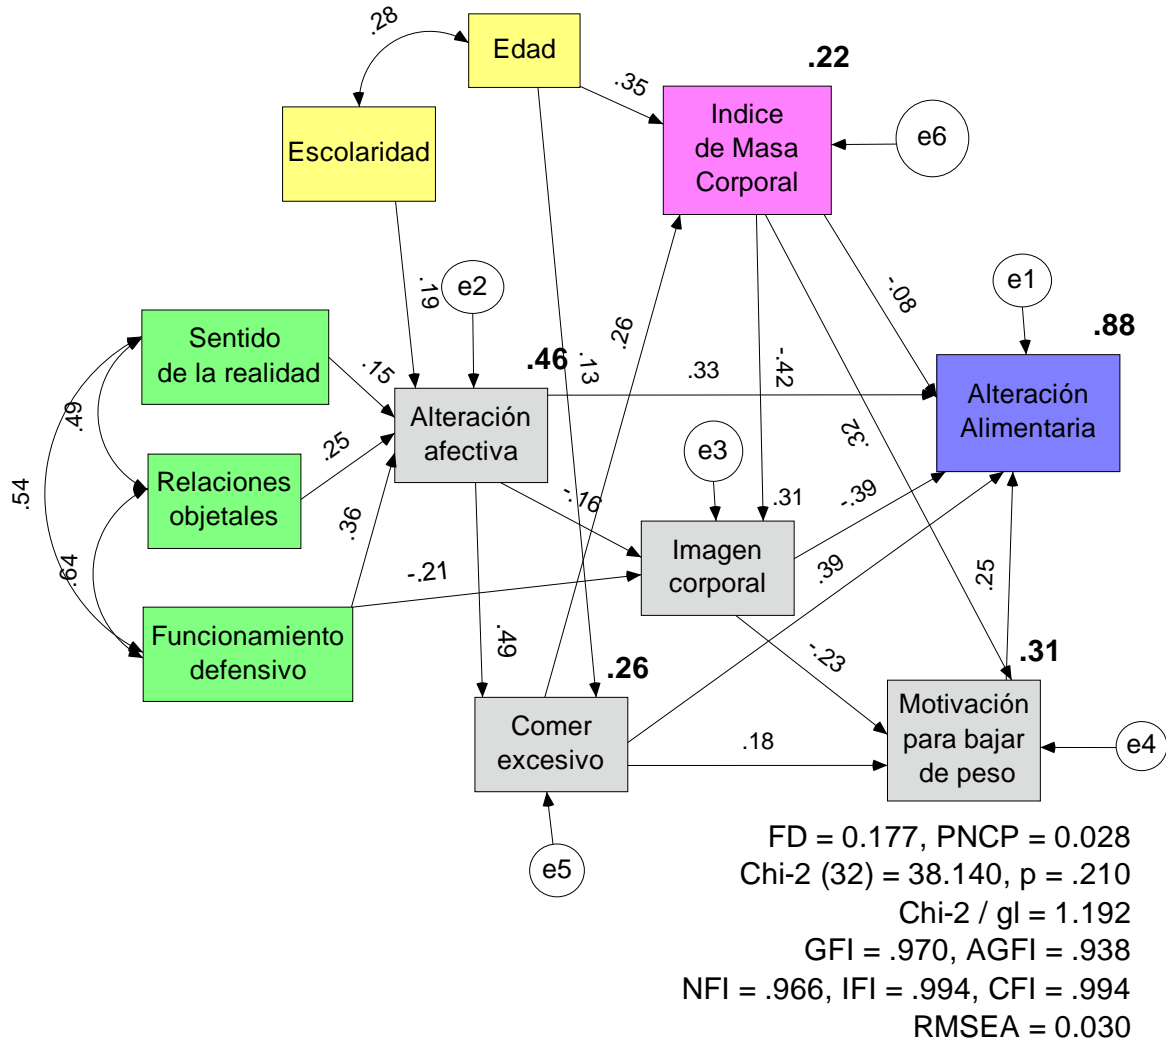 .28
Edad
.22
.35
Indice
de Masa
Corporal
e6
Escolaridad
.19
e2
.26
-.08
e1
.88
Sentido
de la realidad
.15
.46
.13
-.42
.33
Alteración
Alimentaria
.49
Alteración
afectiva
.32
e3
.25
Relaciones
objetales
.54
.36
-.16
.31
-.39
Imagen
corporal
.39
.25
.64
-.21
Funcionamiento
defensivo
.49
.26
-.23
.31
Comer
excesivo
.18
Motivación
para bajar
de peso
e4
e5
FD = 0.177, PNCP = 0.028
Chi-2 (32) = 38.140, p = .210
Chi-2 / gl = 1.192
GFI = .970, AGFI = .938
NFI = .966, IFI = .994, CFI = .994
RMSEA = 0.030